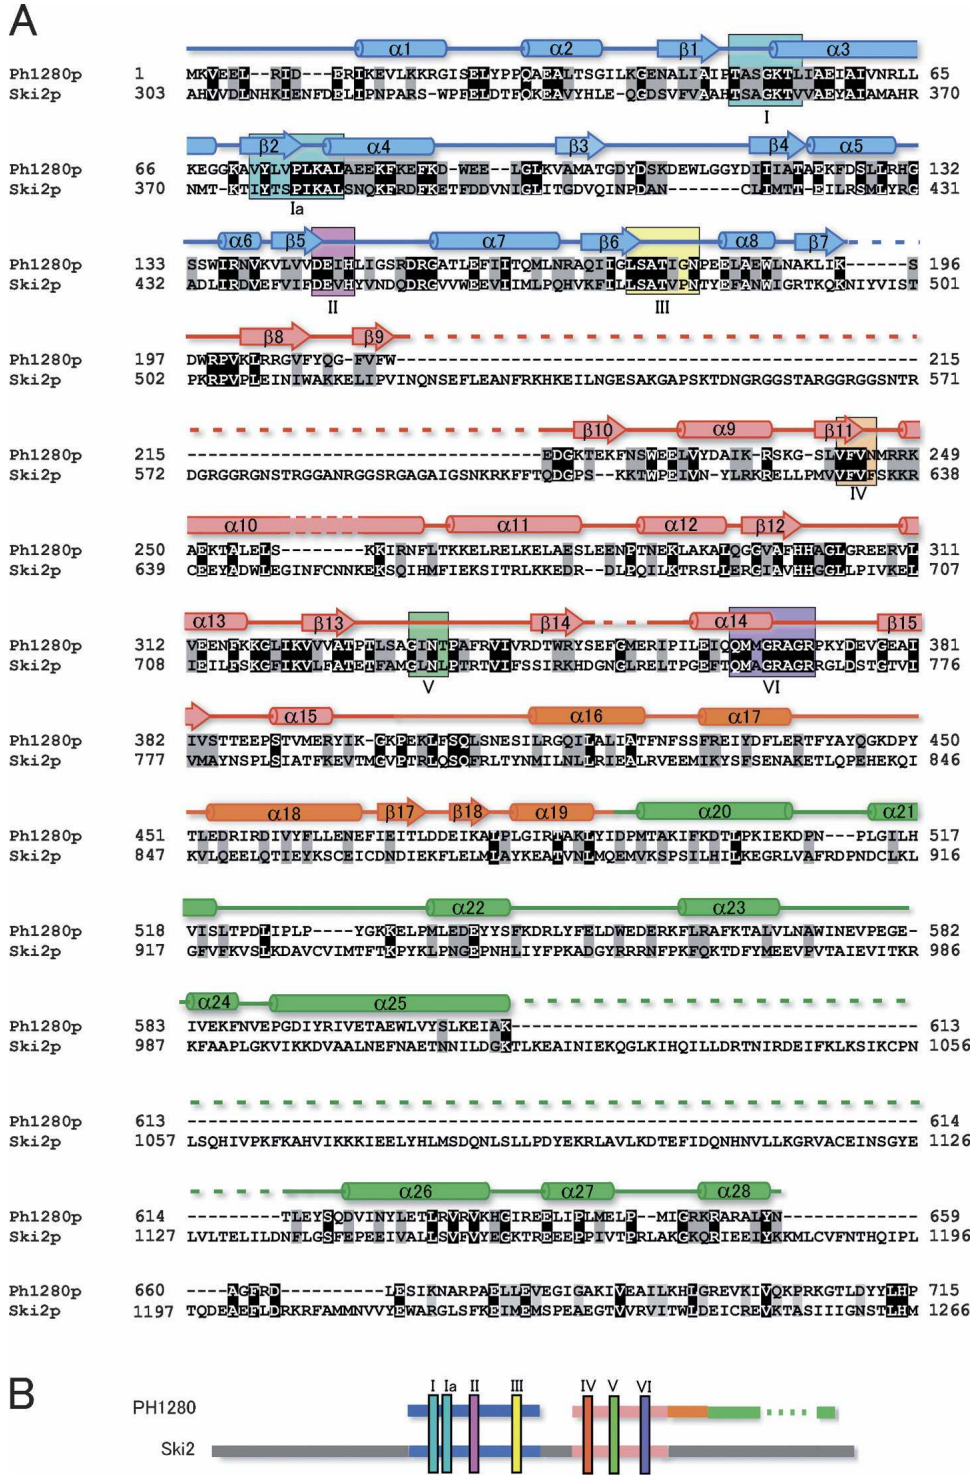 A
α1 α2 β1 α3
Ph1280p 1 MKVEEL--RID---ERIKEVLKKRGISELYPPQAEALTSGILKGENALIAIPTASGKTLIAEIAIVNRLL 65
Ski2p 303 AHVVDLNHKIENFDELIPNPARS-WPFELDTFQKEAVYHLE-QGDSVFVAAHTSAGKTVVAEYAIAMAHR 370
I
β2 α4 β3 β4 α5
Ph1280p 66 KEGGKAVYLVPLKALAEEKFKEFKD-WEE--LGLKVAMATGDYDSKDEWLGGYDIIIATAEKFDSLLRHG 132
Ski2p 370 NMT-KTIYTSPIKALSNQKFRDFKETFDDVNIGLITGDVQINPDAN------CLIMTT-EILRSMLYRG 431
Ia
α6 β5 α7 β6 α8 β7
Ph1280p 133 SSWIRNVKVLVVDEIHLIGSRDRGATLEFIITQMLNRAQIIGLSATIGNPEELAEWLNAKLIK-----S 196
Ski2p 432 ADLIRDVEFVIFDEVHYVNDQDRGVVWEEVIIMLPQHVKFILLSATVPNTYEFANWIGRTKQKNIYVIST 501
II III
β8 β9
Ph1280p 197 DWRPVKLRRGVFYQG-FVFW------------------------------------------------- 215
Ski2p 502 PKRPVPLEINIWAKKELIPVINQNSEFLEANFRKHKEILNGESAKGAPSKTDNGRGGSTARGGRGGSNTR 571
β10 α9 β11
Ph1280p 215 -----------------------------------EDGKTEKFNSWEELVYDAIKR-SKGK-SLVFVNMRRK 249
Ski2p 572 DGRGGRGNSTRGGANRGGSRGAGAIGSNKRKFFTQDGPS-KKTWPEIVN-YLRKRELLPMVVFVFSKKR 638
IV
α10 α11 α12 β12
Ph1280p 250 AEKTALELS--------KKIRNFLTKKELRELKELAESLEENPTNEKLAKALQGGVAFHHAGLGREERVL 311
Ski2p 639 CEEYADWLEGINFCNNKEKSQIHMFIEKSITRLKKEDR--DLPQILKTRSLLERGIAVHHGGLLPIVKEL 707
α13 β13 β14 α14 β15
Ph1280p 312 VEENFKKGLIKVVVATPTLSAGINTPAFRVIVRDTWRYSEFGMERIPILEIQQMMGRAGRPKYDEVGEAI 381
Ski2p 708 IEILFSKGFIKVLFATETFAMGLNLPTRTVIFSSIRKHDGNGLRELTPGEFTQMAGRAGRRGLDSTGTVI 776
V VI
α15 α16 α17
Ph1280p 382 IVSTTEEPSTVMERYIK-GKPEKLFSQLSNESILRGQILALIATFNFSSFREIYDFLERTFYAYQGKDPY 450
Ski2p 777 VMAYNSPLSIATFKEVTMGVPTRLQSQFRLTYNMILNLLRIEALRVEEMIKYSFSENAKETLQPEHEKQI 846
α18 β17 β18 α19 α20 α21
Ph1280p 451 TLEDRIRDIVYFLLENEFIEITLDDEIKALPLGIRTAKLYIDPMTAKIFKDTLPKIEKDPN---PLGILH 517
Ski2p 847 KVLQEELQTIEYKSCEICDNDIEKFLELMLAYKEATVNLMQEMVKSPSILHILKEGRLVAFRDPNDCLKL 916
α22 α23
Ph1280p 518 VISLTPDLIPLP----YGKKELPMLEDEYYSFKDRLYFELDWEDERKFLRAFKTALVLNAWINEVPEGE- 582
Ski2p 917 GFVFKVSLKDAVCVIMTFTKPYKLPNGEPNHLIYFPKADGYRRRNFPKFQKTDFYMEEVPVTAIEVITKR 986
α24 α25
Ph1280p 583 IVEKFNVEPGDIYRIVETAEWLVYSLKEIAK--------------------------------------- 613
Ski2p 987 KFAAPLGKVIKKDVAALNEFNAETNNILDGKTLKEAINIEKQGLKIHQILLDRTNIRDEIFKLKSIKCPN 1056
Ph1280p 613 ---------------------------------------------------------------------- 614
Ski2p 1057 LSQHIVPKFKAHVIKKKIEELYHLMSDQNLSLLPDYEKRLAVLKDTEFIDQNHNVLLKGRVACEINSGYE 1126
α26 α27 α28
Ph1280p 614 ---------TLEYSQDVINYLETLRVRVKHGIREELIPLMELP--MIGRKRARALYN 659
Ski2p 1127 LVLTELILDNFLGSFEPEEIVALLSVFVYEGKTREEEPPIVTPRLAKGKQRIEEIYKKMLCVFNTHQIPL 1196
Ph1280p 660 ----AGFRD----------LESIKNARPAELLEVEGIGAKIVEAILKHLGREVKIVQKPRKGTLDYYLHP 715
Ski2p 1197 TQDEAEFLDRKRFAMMNVVYEWARGLSFKEIMEMSPEAEGTVVRVITWLDEICREVKTASIIIGNSTLHM 1266
B
I Ia II III IV V VI
PH1280
Ski2